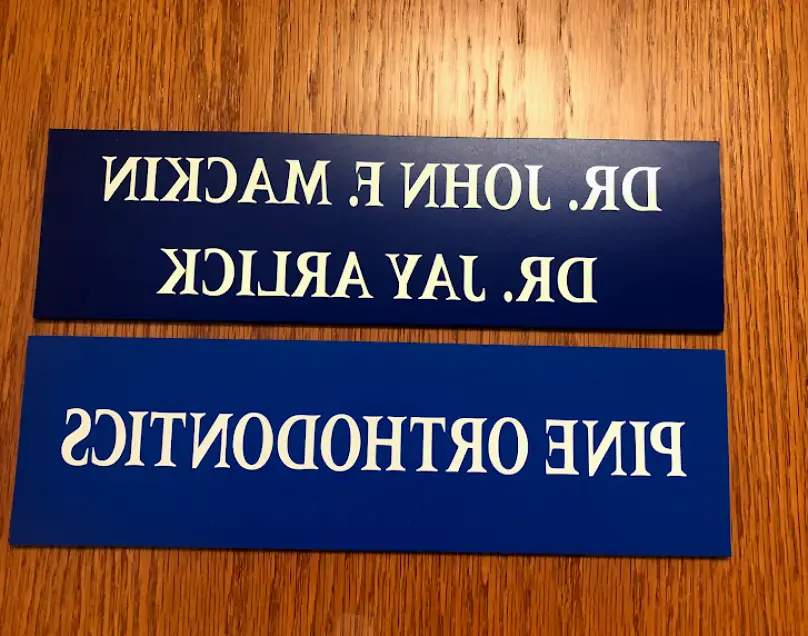 DR. JOHN F. MACKIN
DR. JAY ARLICK
PINE ORTHODONTICS